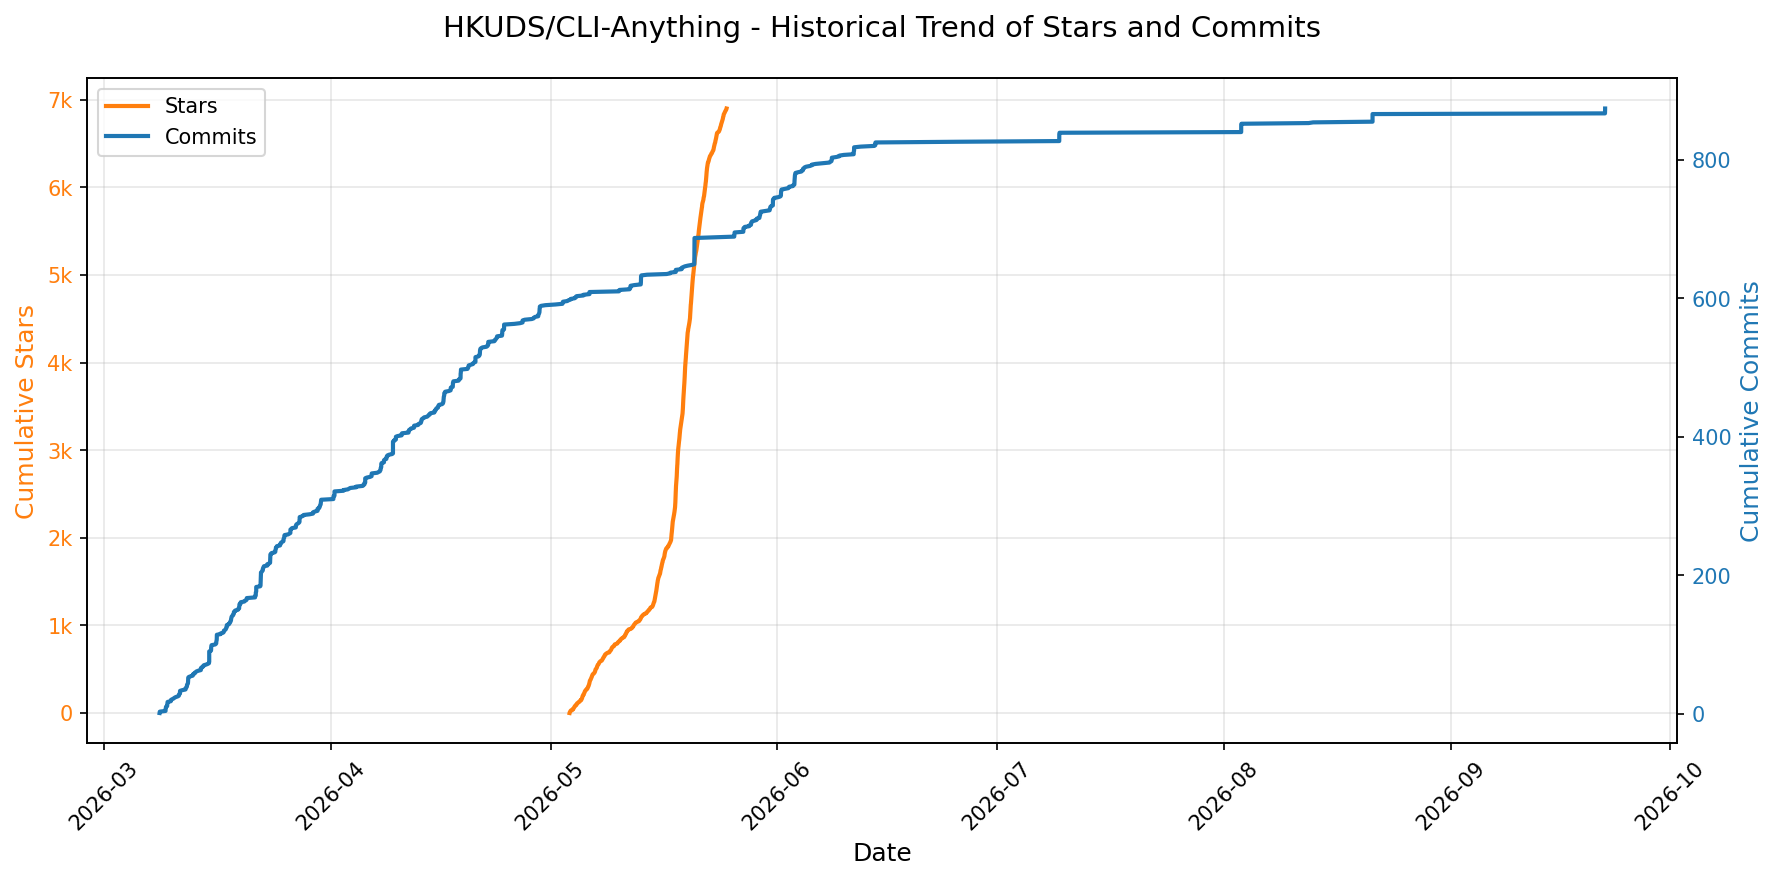 HKUDS/CLI-Anything - Historical Trend of Stars and Commits
Stars
Commits
7k
6k
5k
4k
3k
2k
1k
0
Cumulative Stars
800
600
400
200
0
Cumulative Commits
2026-03
2026-04
2026-05
2026-06
2026-07
2026-08
2026-09
2026-10
Date